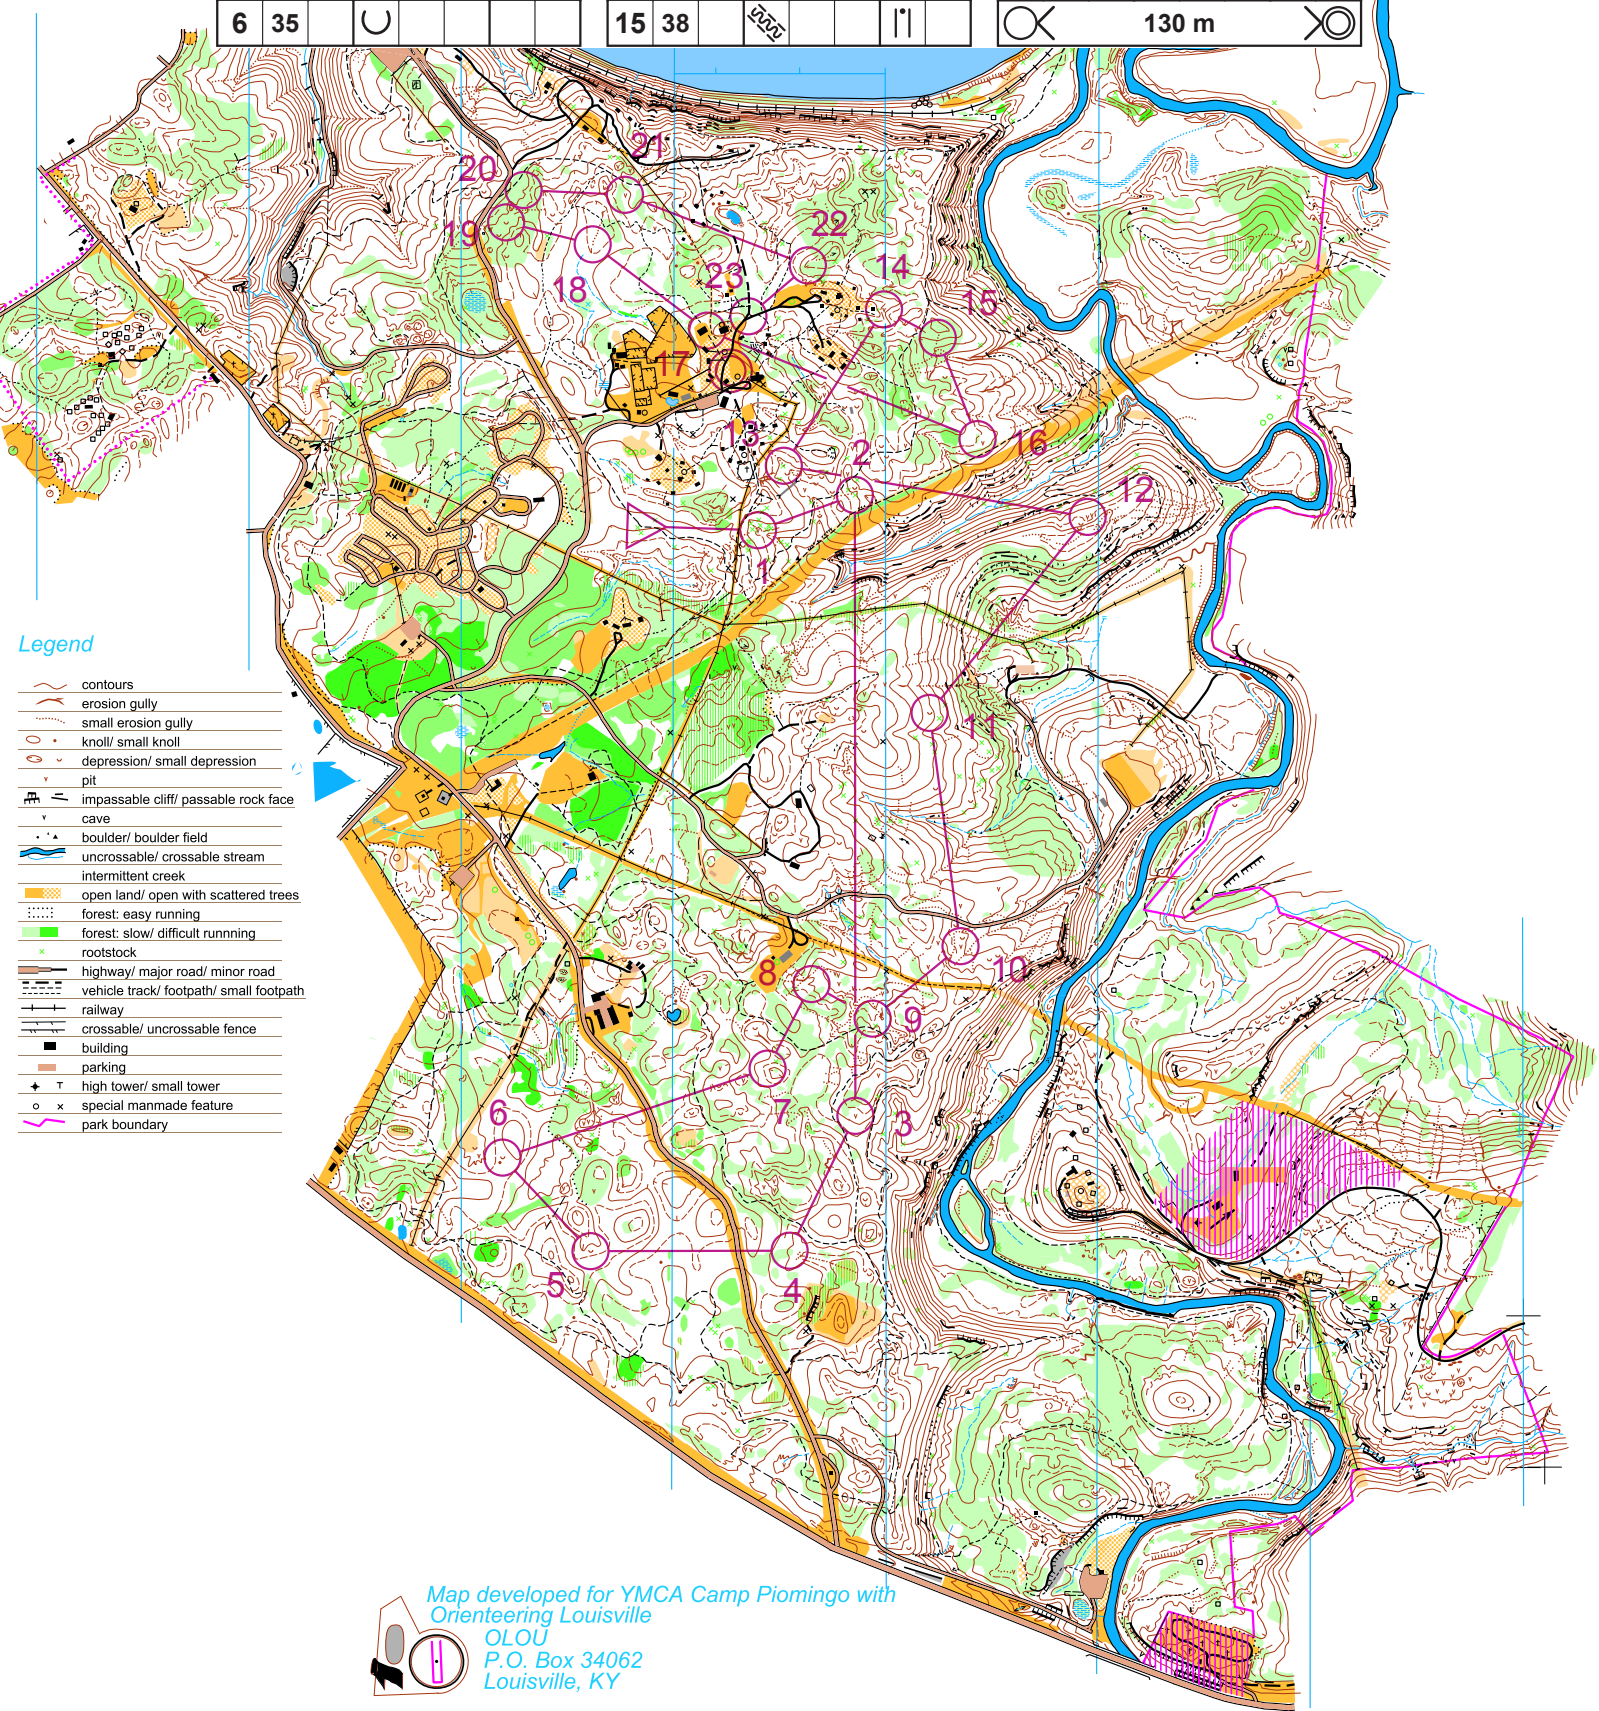 6 35
15 38
130 m
20
21
19
22
18
23
14
15
17
13
2
16
12
1
11
8
10
9
7
3
6
5
4
Legend
contours
erosion gully
small erosion gully
knoll/ small knoll
depression/ small depression
pit
impassable cliff/ passable rock face
cave
boulder/ boulder field
uncrossable/ crossable stream
intermittent creek
open land/ open with scattered trees
forest: easy running
forest: slow/ difficult runnning
rootstock
highway/ major road/ minor road
vehicle track/ footpath/ small footpath
railway
crossable/ uncrossable fence
building
parking
high tower/ small tower
special manmade feature
park boundary
Map developed for YMCA Camp Piomingo with
Orienteering Louisville
OLOU
P.O. Box 34062
Louisville, KY